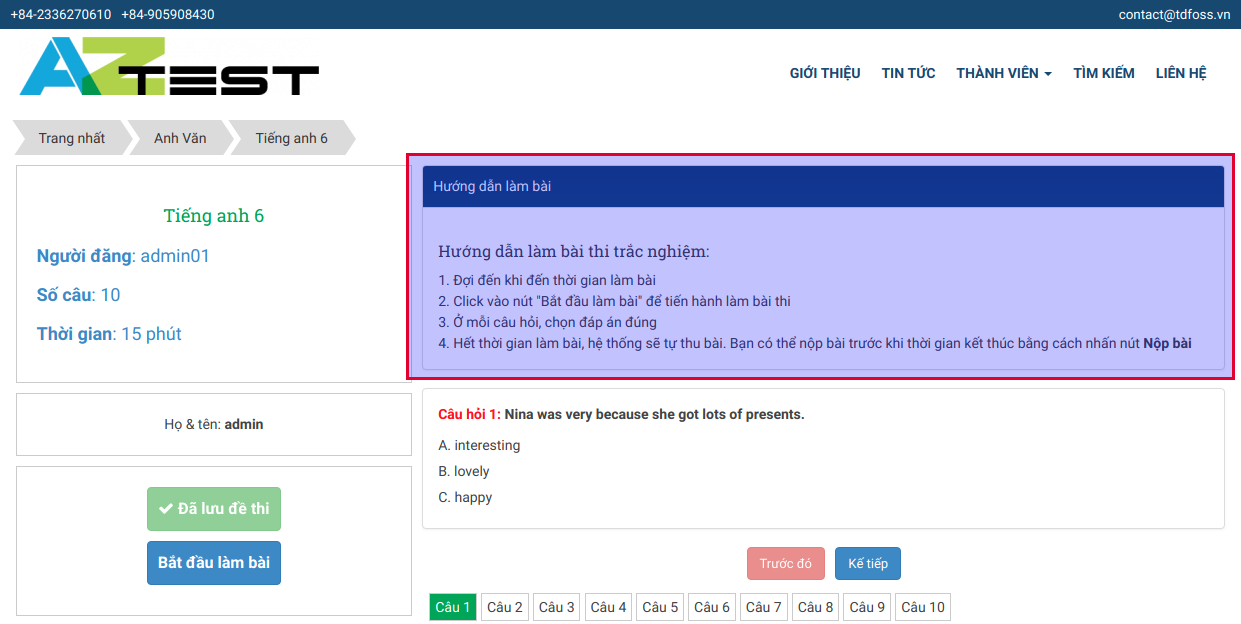 +84-2336270610 +84-905908430
contact@tdfoss.vn
AZTEST
GIỚI THIỆU TIN TỨC THÀNH VIÊN TÌM KIẾM LIÊN HỆ
Trang nhất Anh Văn Tiếng anh 6
Tiếng anh 6
Người đăng: admin01
Số câu: 10
Thời gian: 15 phút
Họ & tên: admin
Đã lưu đề thi
Bắt đầu làm bài
Hướng dẫn làm bài
Hướng dẫn làm bài thi trắc nghiệm:
1. Đợi đến khi đến thời gian làm bài
2. Click vào nút "Bắt đầu làm bài" để tiến hành làm bài thi
3. Ở mỗi câu hỏi, chọn đáp án đúng
4. Hết thời gian làm bài, hệ thống sẽ tự thu bài. Bạn có thể nộp bài trước khi thời gian kết thúc bằng cách nhấn nút Nộp bài
Câu hỏi 1: Nina was very because she got lots of presents.
A. interesting
B. lovely
C. happy
Trước đó Kế tiếp
Câu 1 Câu 2 Câu 3 Câu 4 Câu 5 Câu 6 Câu 7 Câu 8 Câu 9 Câu 10